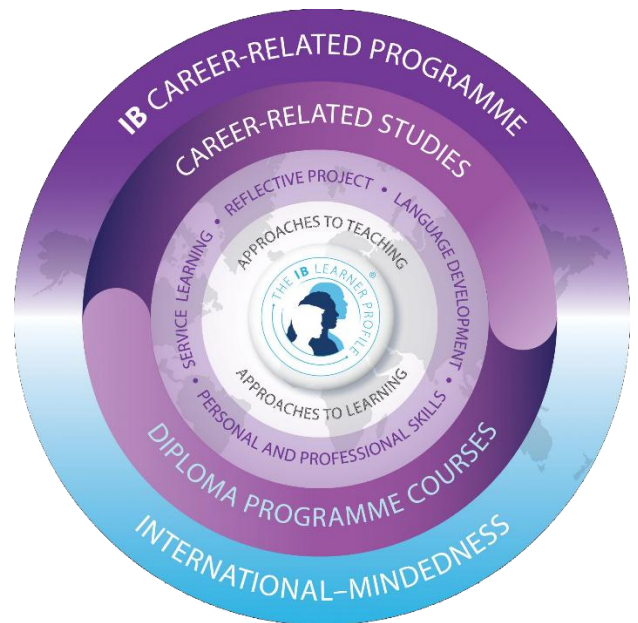 IB CAREER-RELATED PROGRAMME
CAREER-RELATED STUDIES
SERVICE LEARNING • REFLECTIVE PROJECT • LANGUAGE DEVELOPMENT • PERSONAL AND PROFESSIONAL SKILLS •
APPROACHES TO TEACHING
THE IB LEARNER PROFILE ®
APPROACHES TO LEARNING
DIPLOMA PROGRAMME COURSES
INTERNATIONAL–MINDEDNESS